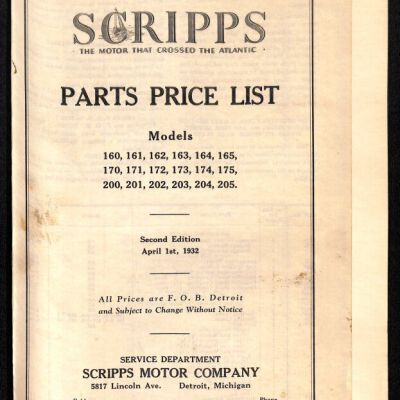 SCRIPPS
· THE MOTOR THAT CROSSED THE ATLANTIC ·
PARTS PRICE LIST
Models
160, 161, 162, 163, 164, 165,
170, 171, 172, 173, 174, 175,
200, 201, 202, 203, 204, 205.
Second Edition
April 1st, 1932
All Prices are F. O. B. Detroit
and Subject to Change Without Notice
SERVICE DEPARTMENT
SCRIPPS MOTOR COMPANY
5817 Lincoln Ave. Detroit, Michigan